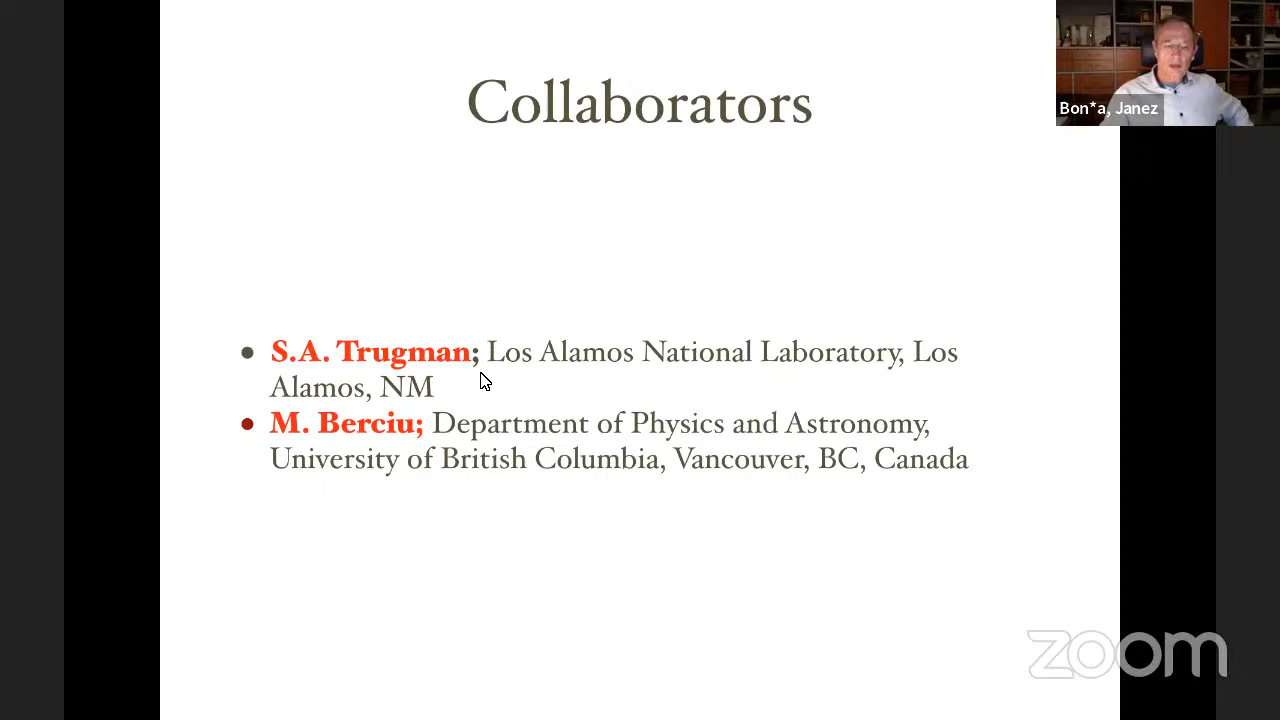 Collaborators
Bon*a, Janez
• S.A. Trugman; Los Alamos National Laboratory, Los
Alamos, NM
• M. Berciu; Department of Physics and Astronomy,
University of British Columbia, Vancouver, BC, Canada
zoom